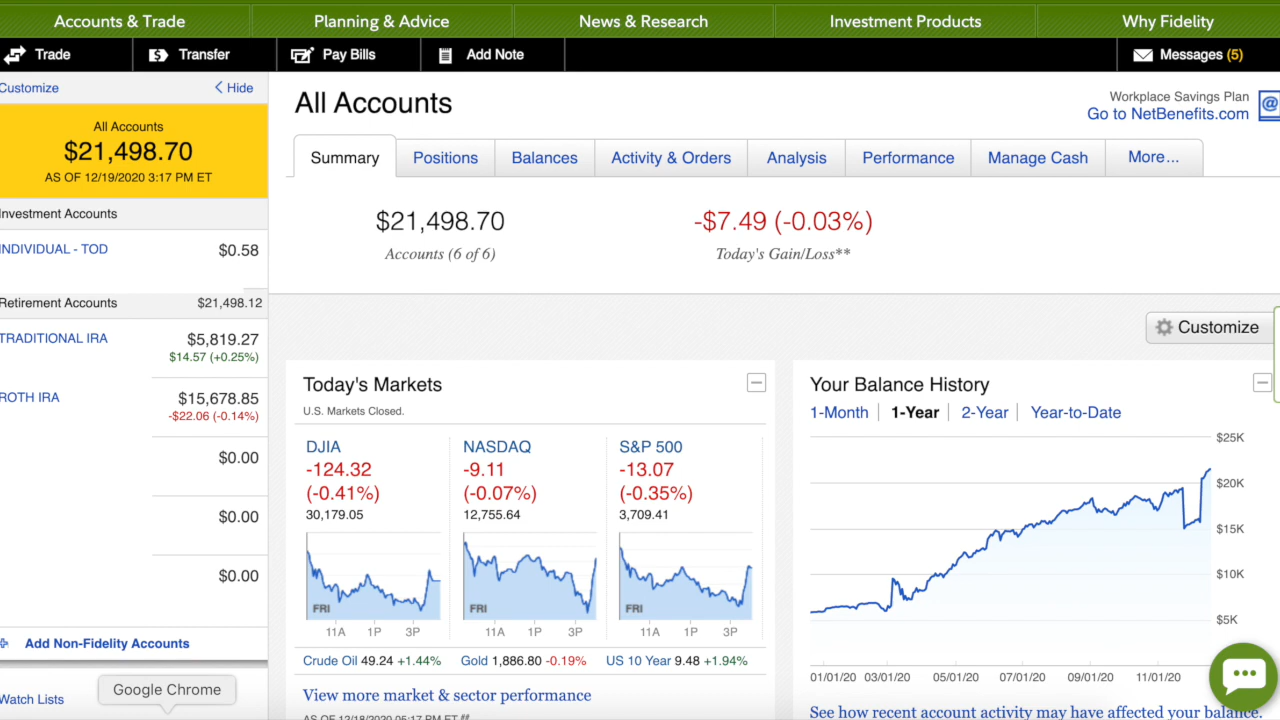 Accounts & Trade
Planning & Advice
News & Research
Investment Products
Why Fidelity
Trade
Transfer
Pay Bills
Add Note
Messages (5)
Customize
Hide
All Accounts
$21,498.70
AS OF 12/19/2020 3:17 PM ET
Investment Accounts
INDIVIDUAL - TOD
$0.58
Retirement Accounts
$21,498.12
TRADITIONAL IRA
$5,819.27
$14.57 (+0.25%)
ROTH IRA
$15,678.85
-$22.06 (-0.14%)
$0.00
$0.00
$0.00
Add Non-Fidelity Accounts
Watch Lists
Google Chrome
All Accounts
Workplace Savings Plan
Go to NetBenefits.com
@
Summary
Positions
Balances
Activity & Orders
Analysis
Performance
Manage Cash
More...
$21,498.70
Accounts (6 of 6)
-$7.49 (-0.03%)
Today's Gain/Loss**
Customize
Today's Markets
U.S. Markets Closed.
DJIA
-124.32
(-0.41%)
30,179.05
FRI
11A 1P 3P
NASDAQ
-9.11
(-0.07%)
12,755.64
FRI
11A 1P 3P
S&P 500
-13.07
(-0.35%)
3,709.41
FRI
11A 1P 3P
Crude Oil 49.24 +1.44%
Gold 1,886.80 -0.19%
US 10 Year 9.48 +1.94%
View more market & sector performance
AS OF 12/18/2020 05:17 PM ET ##
Your Balance History
1-Month
1-Year
2-Year
Year-to-Date
$25K
$20K
$15K
$10K
$5K
01/01/20 03/01/20 05/01/20 07/01/20 09/01/20 11/01/20
See how recent account activity may have affected your balance.